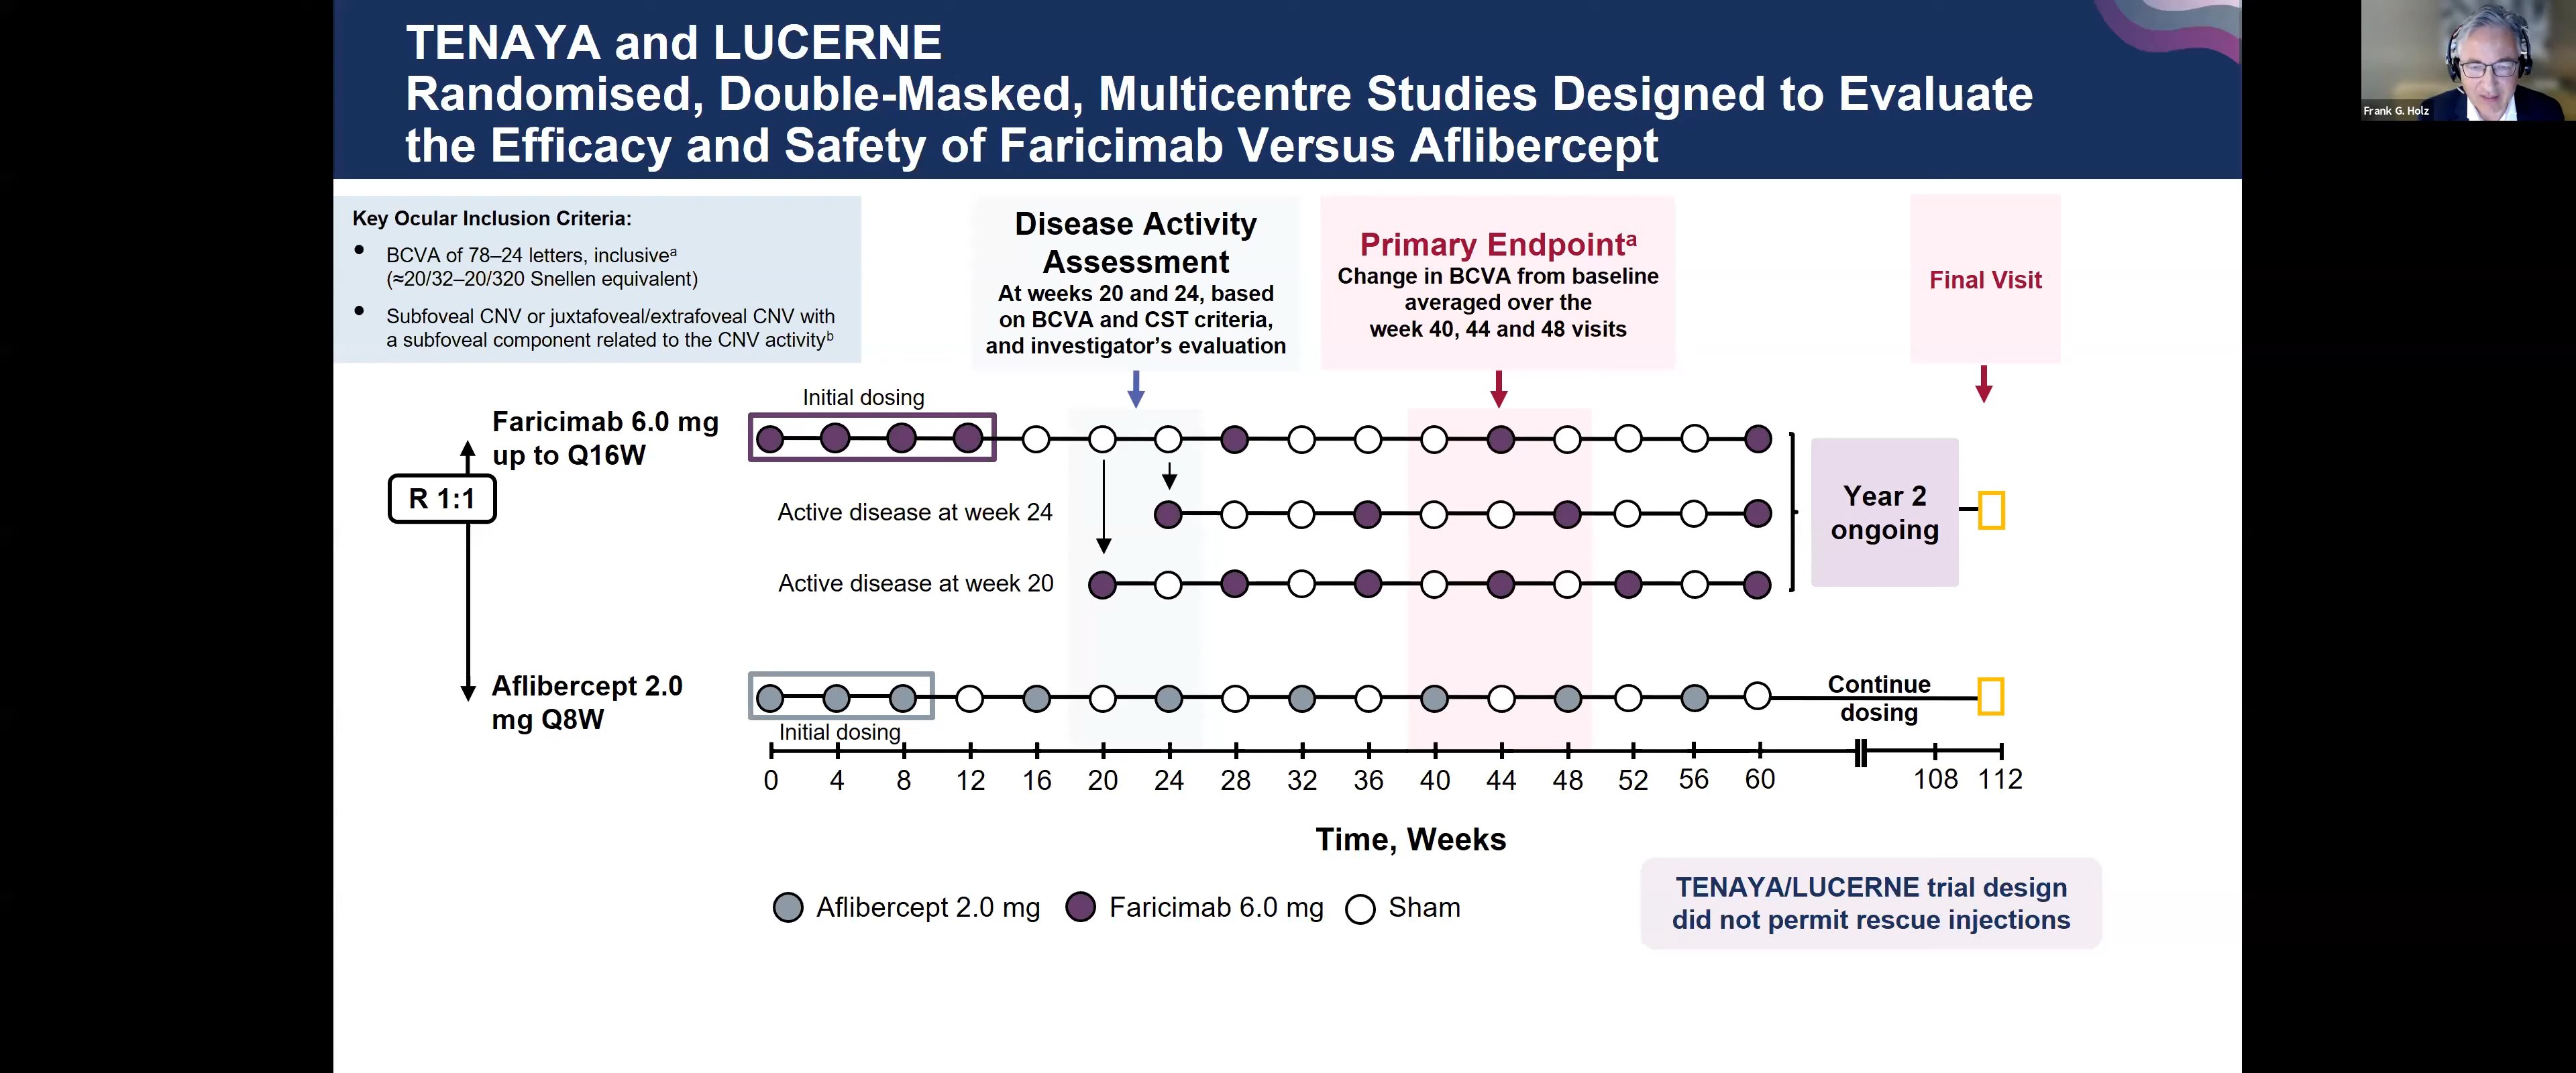 TENAYA and LUCERNE
Randomised, Double-Masked, Multicentre Studies Designed to Evaluate
the Efficacy and Safety of Faricimab Versus Aflibercept
Frank G. Holz
Key Ocular Inclusion Criteria:
• BCVA of 78–24 letters, inclusiveᵃ
(≈20/32–20/320 Snellen equivalent)
• Subfoveal CNV or juxtafoveal/extrafoveal CNV with
a subfoveal component related to the CNV activityᵇ
Disease Activity
Assessment
At weeks 20 and 24, based
on BCVA and CST criteria,
and investigator's evaluation
Primary Endpointᵃ
Change in BCVA from baseline
averaged over the
week 40, 44 and 48 visits
Final Visit
Initial dosing
Faricimab 6.0 mg
up to Q16W
R 1:1
Active disease at week 24
Active disease at week 20
Year 2
ongoing
Aflibercept 2.0
mg Q8W
Initial dosing
Continue
dosing
0 4 8 12 16 20 24 28 32 36 40 44 48 52 56 60 108 112
Time, Weeks
Aflibercept 2.0 mg Faricimab 6.0 mg Sham
TENAYA/LUCERNE trial design
did not permit rescue injections